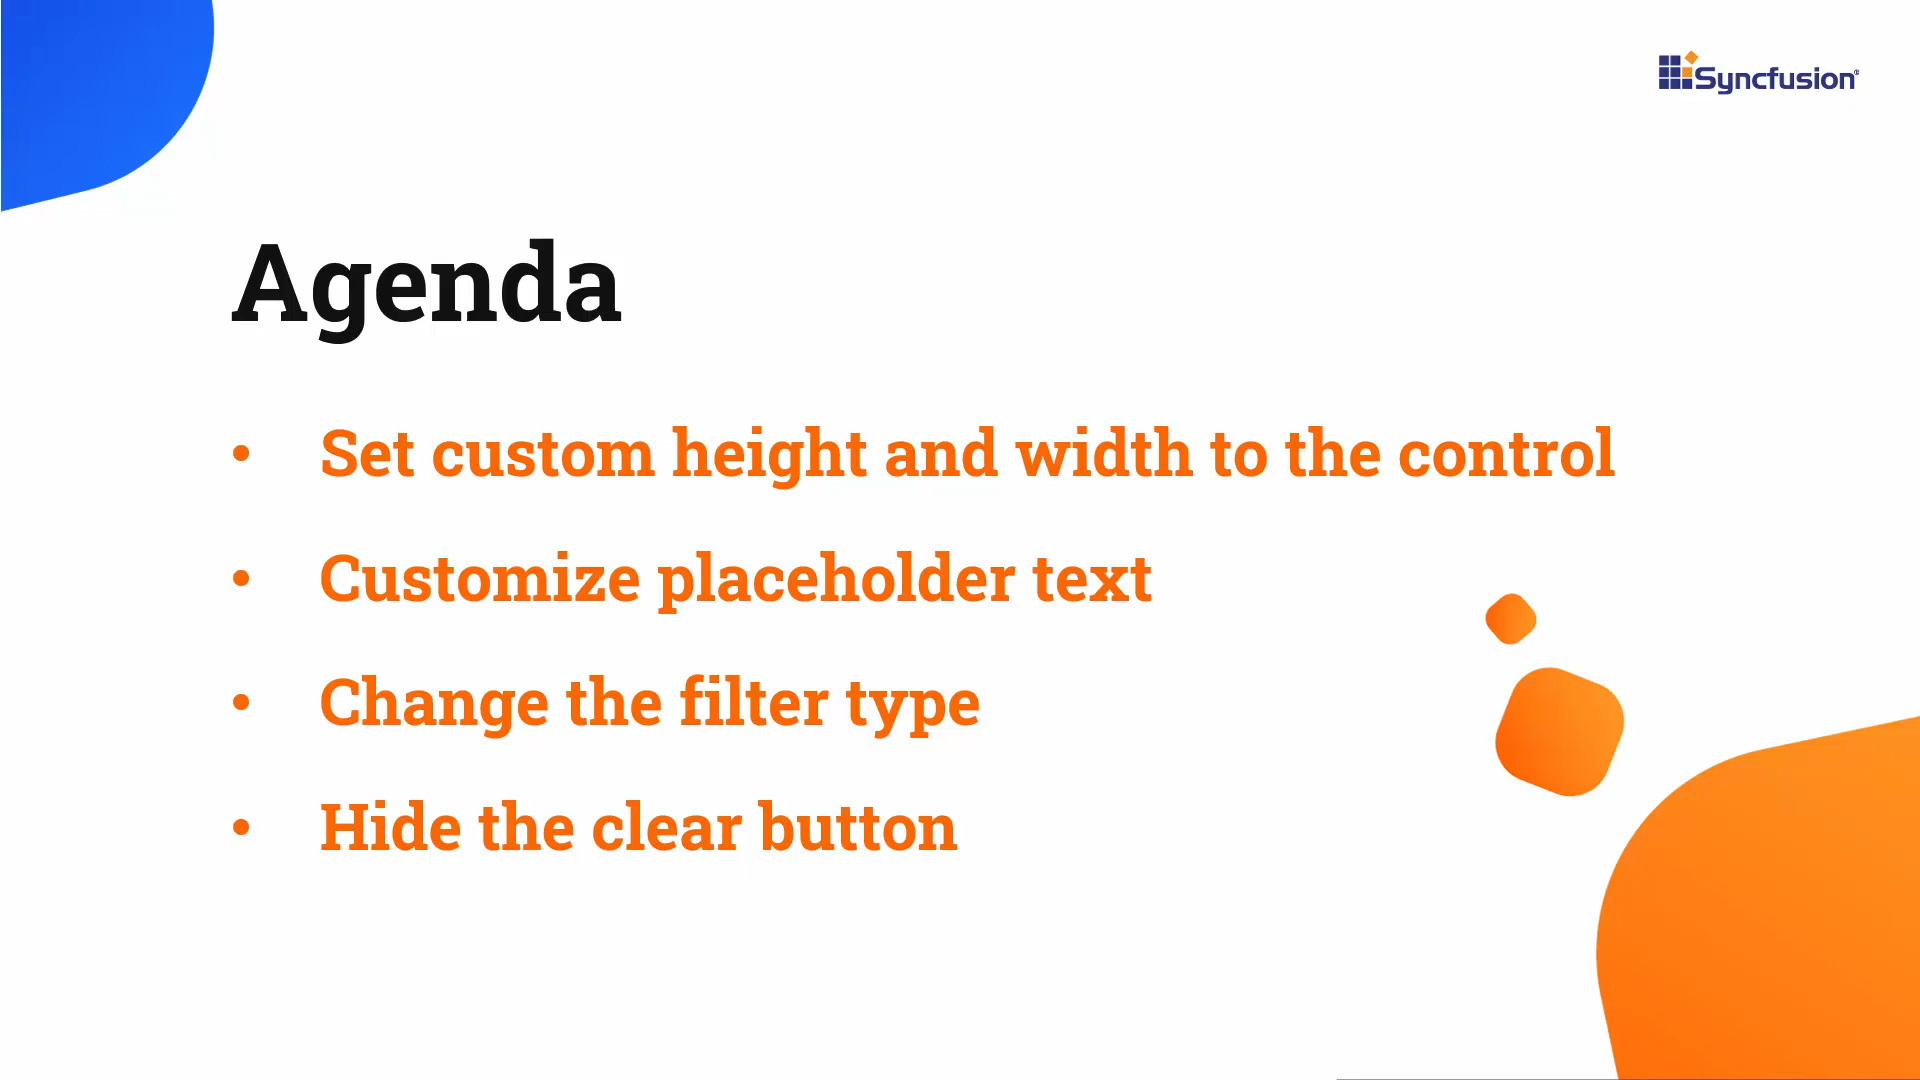 Syncfusion®
Agenda
• Set custom height and width to the control
• Customize placeholder text
• Change the filter type
• Hide the clear button